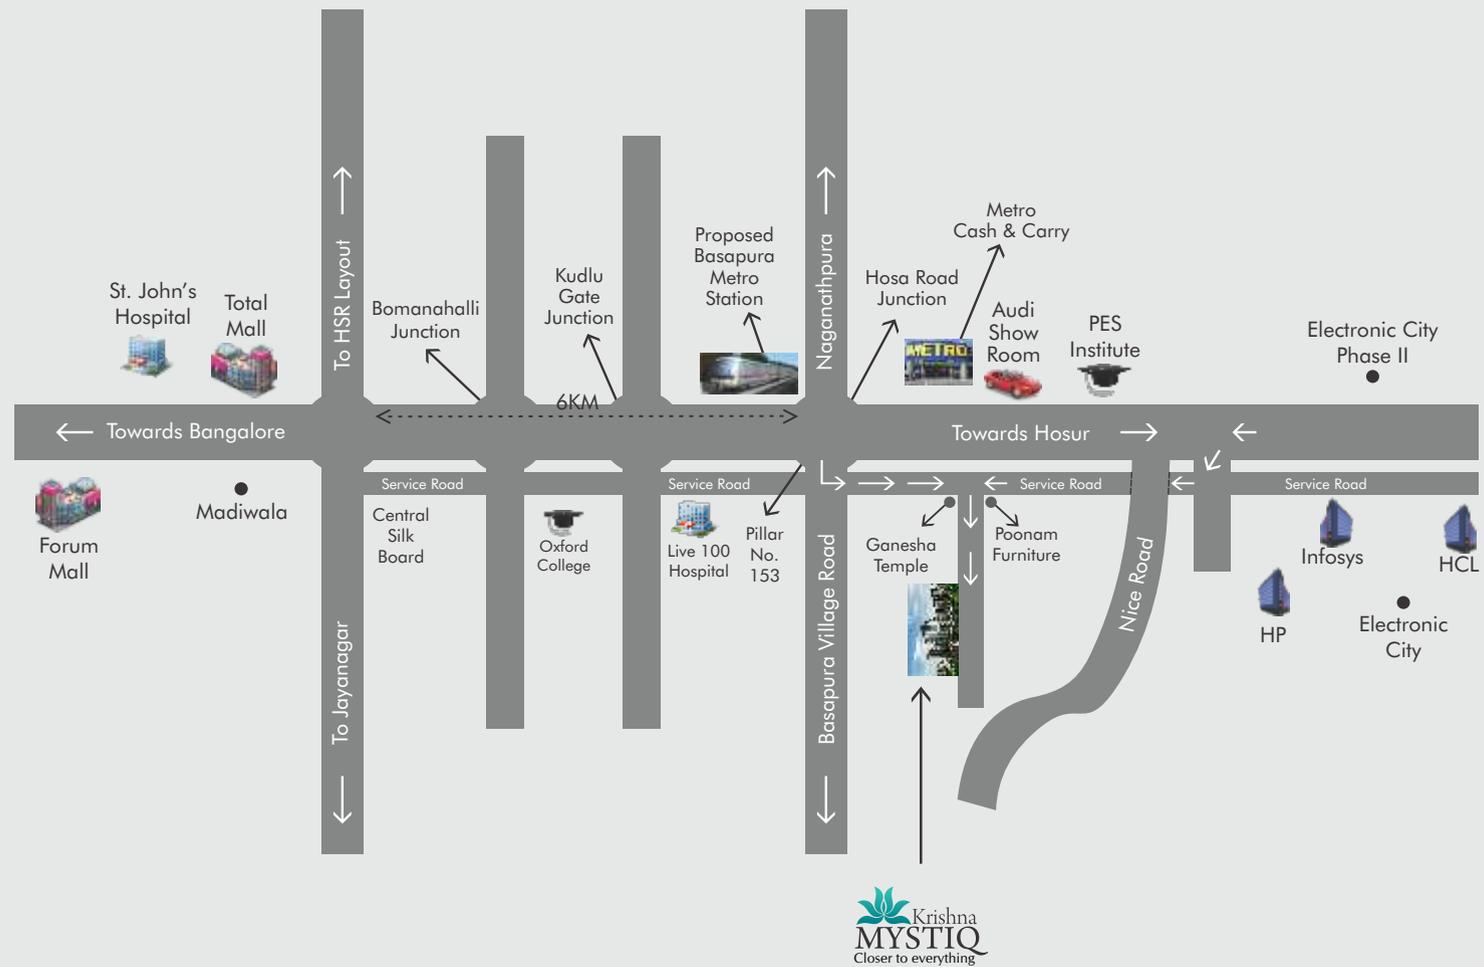 Metro
Cash & Carry
Proposed
Basapura
Metro
Station
Kudlu
Gate
Junction
Hosa Road
Junction
St. John's
Hospital
Total
Mall
To HSR Layout
Bomanahalli
Junction
Naganathpura
METRO
Audi
Show
Room
PES
Institute
Electronic City
Phase II
6KM
Towards Bangalore
Towards Hosur
Service Road
Service Road
Service Road
Service Road
Forum
Mall
Madiwala
Central
Silk
Board
Oxford
College
Live 100
Hospital
Pillar
No.
153
Ganesha
Temple
Poonam
Furniture
Infosys
HCL
HP
Electronic
City
To Jayanagar
Basapura Village Road
Nice Road
Krishna
MYSTIQ
Closer to everything